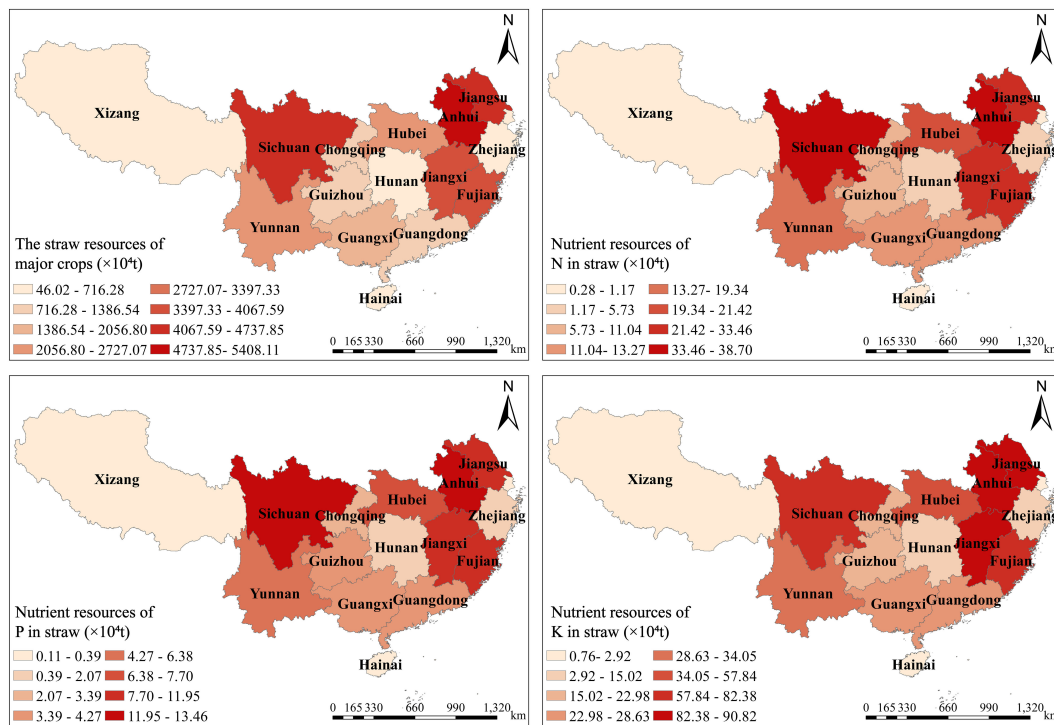 N
Xizang
Jiangsu
Anhui
Hubei
Sichuan
Chongqing
Zhejiang
Hunan
Jiangxi
Guizhou
Fujian
Yunnan
Guangxi
Guangdong
Hainai
The straw resources of
major crops (×10⁴t)
46.02 - 716.28
716.28 - 1386.54
1386.54 - 2056.80
2056.80 - 2727.07
2727.07- 3397.33
3397.33 - 4067.59
4067.59 - 4737.85
4737.85- 5408.11
0 165330 660 990 1,320
km
N
Xizang
Jiangsu
Anhui
Hubei
Sichuan
Chongqing
Zhejiang
Hunan
Jiangxi
Guizhou
Fujian
Yunnan
Guangxi
Guangdong
Hainai
Nutrient resources of
N in straw (×10⁴t)
0.28 - 1.17
1.17 - 5.73
5.73 - 11.04
11.04- 13.27
13.27- 19.34
19.34 - 21.42
21.42 - 33.46
33.46 - 38.70
0 165330 660 990 1,320
km
N
Xizang
Jiangsu
Anhui
Hubei
Sichuan
Chongqing
Zhejiang
Hunan
Jiangxi
Guizhou
Fujian
Yunnan
Guangxi
Guangdong
Hainai
Nutrient resources of
P in straw (×10⁴t)
0.11 - 0.39
0.39 - 2.07
2.07 - 3.39
3.39 - 4.27
4.27 - 6.38
6.38 - 7.70
7.70 - 11.95
11.95 - 13.46
0 165330 660 990 1,320
km
N
Xizang
Jiangsu
Anhui
Hubei
Sichuan
Chongqing
Zhejiang
Hunan
Jiangxi
Guizhou
Fujian
Yunnan
Guangxi
Guangdong
Hainai
Nutrient resources of
K in straw (×10⁴t)
0.76- 2.92
2.92 - 15.02
15.02 - 22.98
22.98 - 28.63
28.63 - 34.05
34.05 - 57.84
57.84 - 82.38
82.38 - 90.82
0 165330 660 990 1,320
km